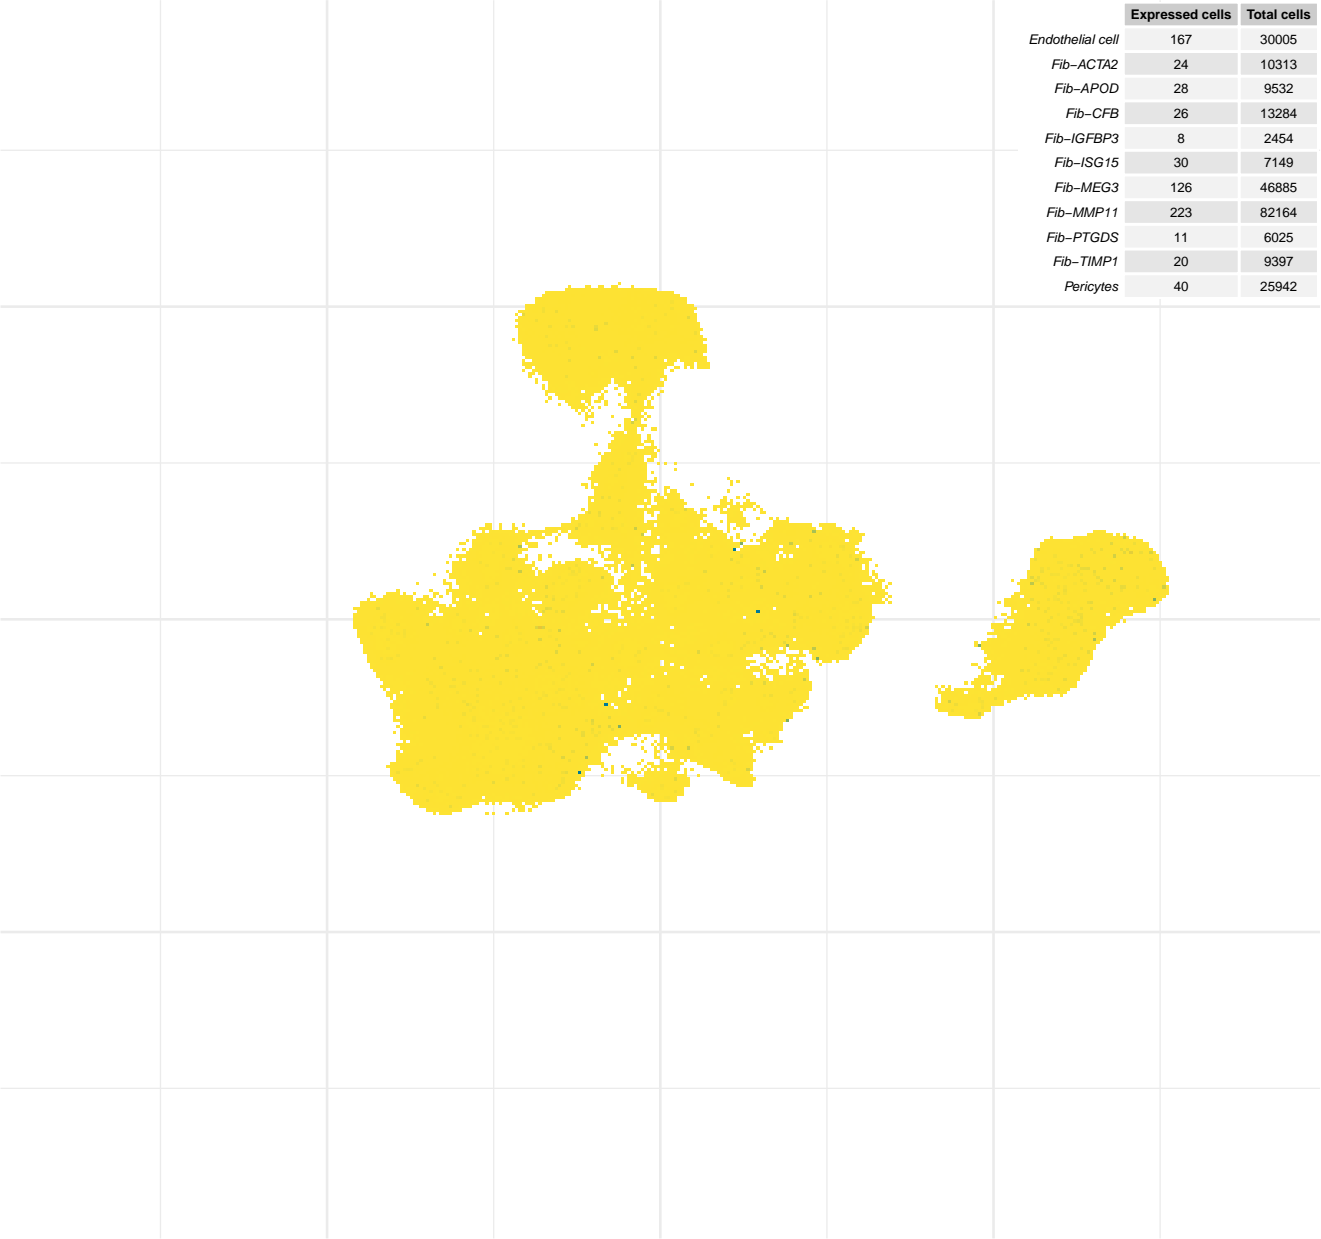 Expressed cells Total cells
Endothelial cell 167 30005
Fib−ACTA2 24 10313
Fib−APOD 28 9532
Fib−CFB 26 13284
Fib−IGFBP3 8 2454
Fib−ISG15 30 7149
Fib−MEG3 126 46885
Fib−MMP11 223 82164
Fib−PTGDS 11 6025
Fib−TIMP1 20 9397
Pericytes 40 25942